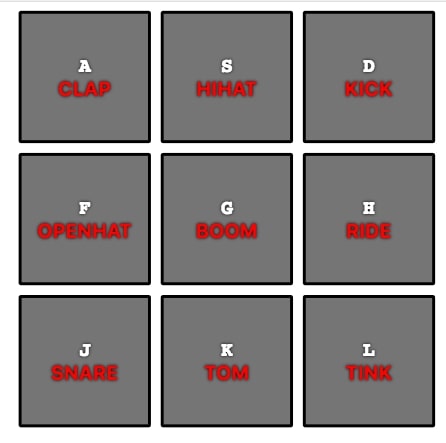 A
CLAP
S
HIHAT
D
KICK
F
OPENHAT
G
BOOM
H
RIDE
J
SNARE
K
TOM
L
TINK